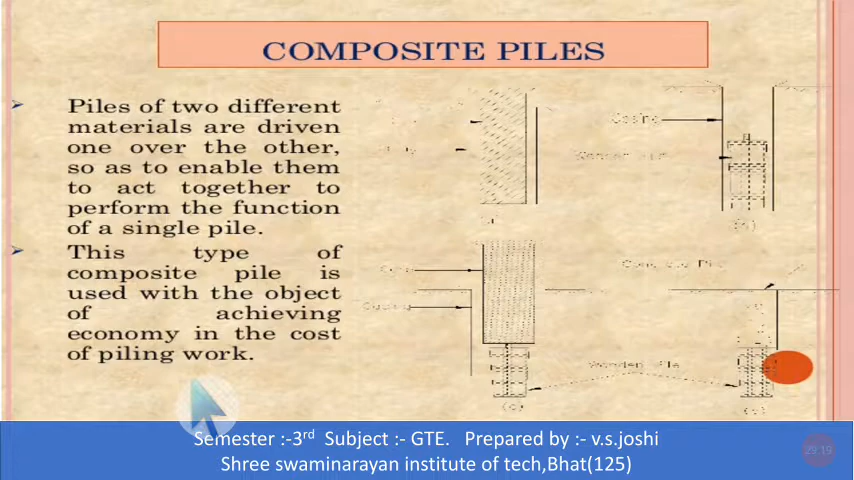 COMPOSITE PILES
Piles of two different
materials are driven
one over the other,
so as to enable them
to act together to
perform the function
of a single pile.
This type of
composite pile is
used with the object
of achieving
economy in the cost
of piling work.
Casing
Wooden pile
Semester :-3rd Subject :- GTE. Prepared by :- v.s.joshi
Shree swaminarayan institute of tech,Bhat(125)
29:19